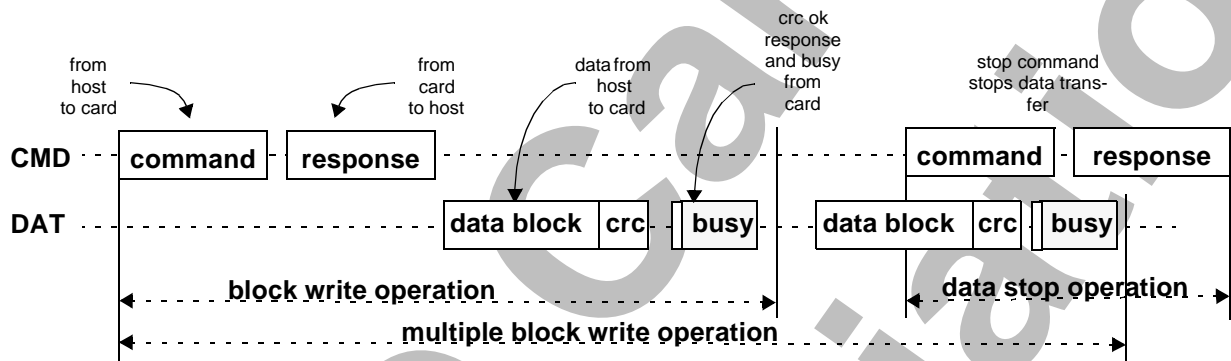 crc ok
response
and busy
from
card
from
host
to card
from
card
to host
data from
host
to card
stop command
stops data trans-
fer
CMD command response command response
DAT data block crc busy data block crc busy
block write operation data stop operation
multiple block write operation